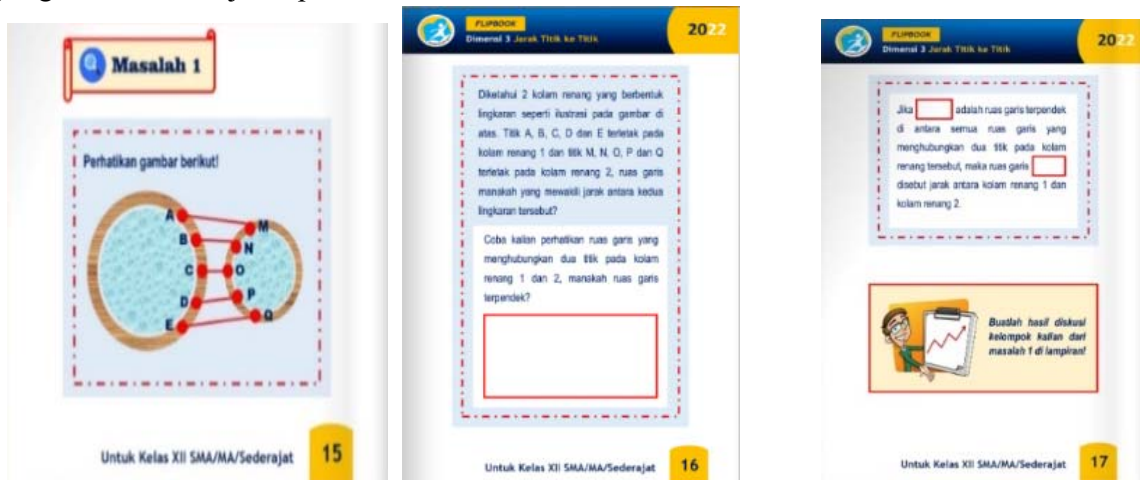 Masalah 1
Perhatikan gambar berikut!
A
M
B
N
C
O
D
P
E
Q
Untuk Kelas XII SMA/MA/Sederajat
15
FLIPBOOK
Dimensi 3 Jarak Titik ke Titik
2022
Diketahui 2 kolam renang yang berbentuk
lingkaran seperti ilustrasi pada gambar di
atas. Titik A, B, C, D dan E terletak pada
kolam renang 1 dan titik M, N, O, P dan Q
terletak pada kolam renang 2, ruas garis
manakah yang mewakili jarak antara kedua
lingkaran tersebut?
Coba kalian perhatikan ruas garis yang
menghubungkan dua titik pada kolam
renang 1 dan 2, manakah ruas garis
terpendek?
Untuk Kelas XII SMA/MA/Sederajat
16
FLIPBOOK
Dimensi 3 Jarak Titik ke Titik
2022
Jika adalah ruas garis terpendek
di antara semua ruas garis yang
menghubungkan dua titik pada kolam
renang tersebut, maka ruas garis
disebut jarak antara kolam renang 1 dan
kolam renang 2.
Buatlah hasil diskusi
kelompok kalian dari
masalah 1 di lampiran!
Untuk Kelas XII SMA/MA/Sederajat
17